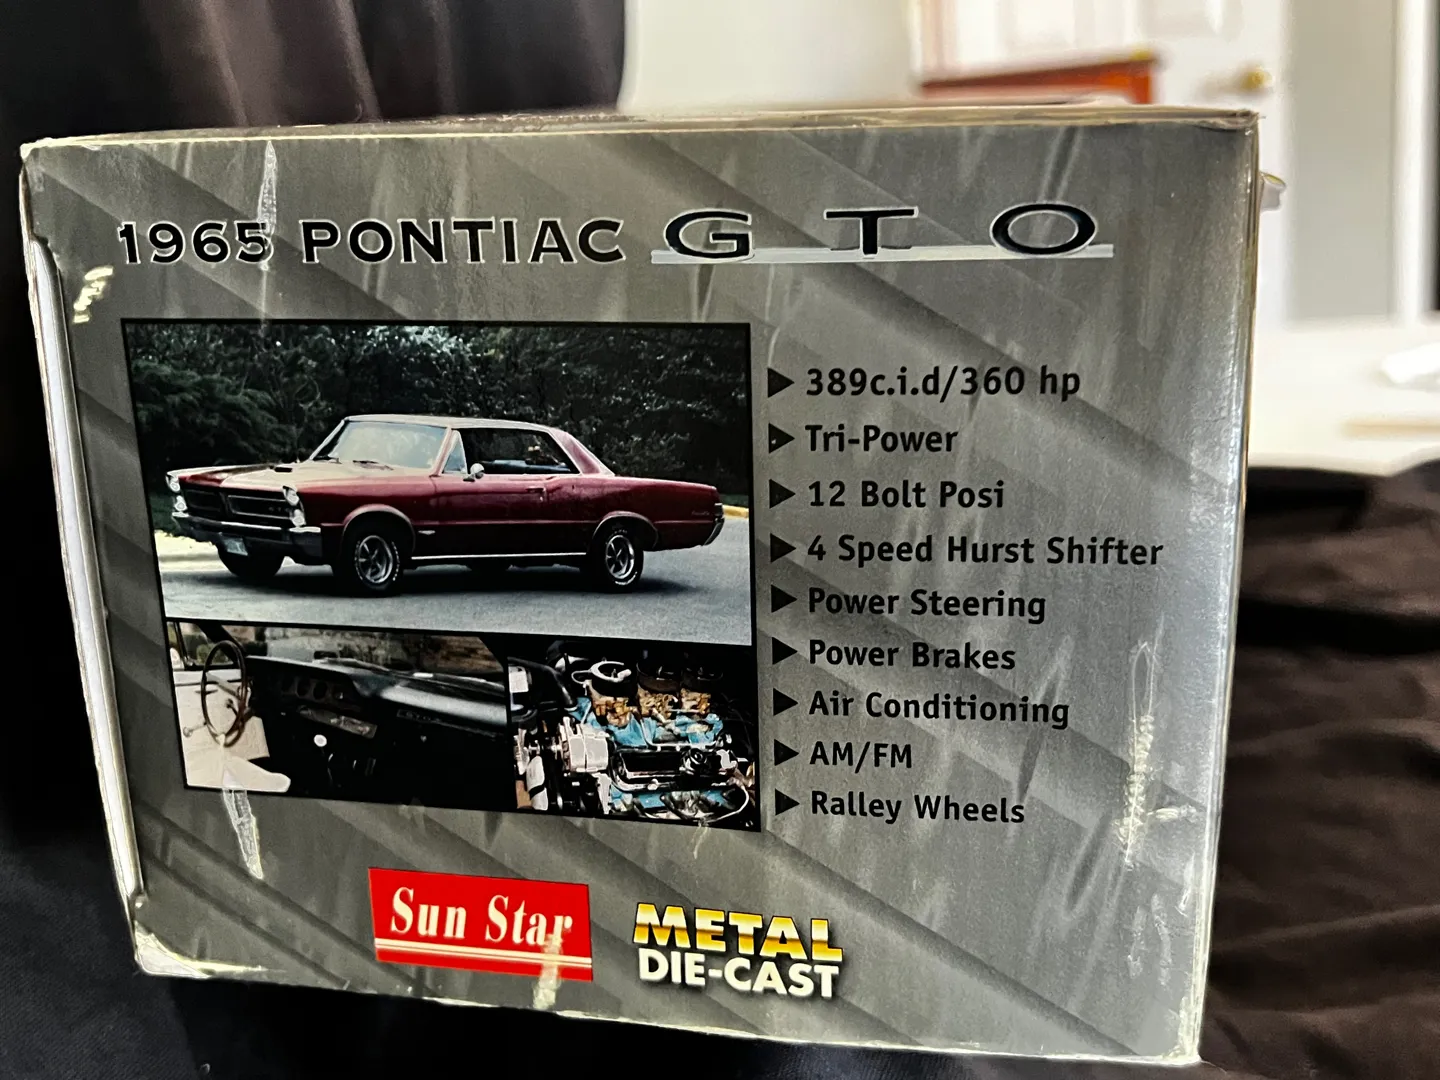 1965 PONTIAC GTO
389c.i.d/360 hp
Tri-Power
12 Bolt Posi
4 Speed Hurst Shifter
Power Steering
Power Brakes
Air Conditioning
AM/FM
Ralley Wheels
Sun Star
METAL
DIE-CAST